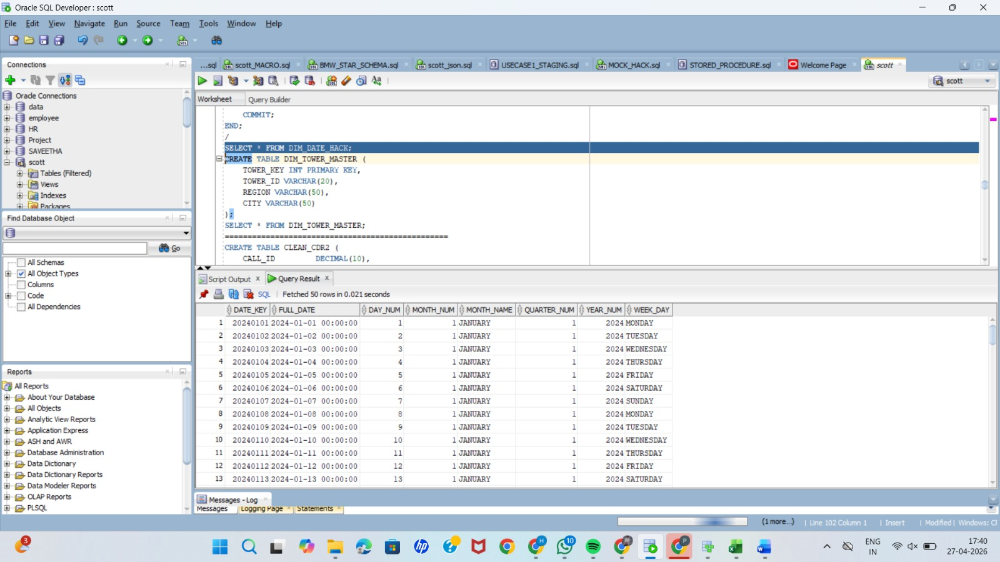 Oracle SQL Developer : scott
File Edit View Navigate Run Source Team Tools Window Help
Connections
Oracle Connections
data
employee
HR
Project
SAVEETHA
scott
Tables (Filtered)
Views
Indexes
Packages
Find Database Object
Go
All Schemas
All Object Types
Columns
Code
All Dependencies
Reports
All Reports
About Your Database
All Objects
Analytic View Reports
Application Express
ASH and AWR
Database Administration
Data Dictionary
Data Dictionary Reports
Data Modeler Reports
OLAP Reports
PLSQL
...sql scott_MACRO.sql BMW_STAR_SCHEMA.sql scott_json.sql USECASE1_STAGING.sql MOCK_HACK.sql STORED_PROCEDURE.sql Welcome Page scott
scott
Worksheet Query Builder
COMMIT;
END;
/
SELECT * FROM DIM_DATE_HACK;
CREATE TABLE DIM_TOWER_MASTER (
TOWER_KEY INT PRIMARY KEY,
TOWER_ID VARCHAR(20),
REGION VARCHAR(50),
CITY VARCHAR(50)
);
SELECT * FROM DIM_TOWER_MASTER;
=================================================
CREATE TABLE CLEAN_CDR2 (
CALL_ID DECIMAL(10),
Script Output Query Result
SQL Fetched 50 rows in 0.021 seconds
DATE_KEY FULL_DATE DAY_NUM MONTH_NUM MONTH_NAME QUARTER_NUM YEAR_NUM WEEK_DAY
1 20240101 2024-01-01 00:00:00 1 1 JANUARY 1 2024 MONDAY
2 20240102 2024-01-02 00:00:00 2 1 JANUARY 1 2024 TUESDAY
3 20240103 2024-01-03 00:00:00 3 1 JANUARY 1 2024 WEDNESDAY
4 20240104 2024-01-04 00:00:00 4 1 JANUARY 1 2024 THURSDAY
5 20240105 2024-01-05 00:00:00 5 1 JANUARY 1 2024 FRIDAY
6 20240106 2024-01-06 00:00:00 6 1 JANUARY 1 2024 SATURDAY
7 20240107 2024-01-07 00:00:00 7 1 JANUARY 1 2024 SUNDAY
8 20240108 2024-01-08 00:00:00 8 1 JANUARY 1 2024 MONDAY
9 20240109 2024-01-09 00:00:00 9 1 JANUARY 1 2024 TUESDAY
10 20240110 2024-01-10 00:00:00 10 1 JANUARY 1 2024 WEDNESDAY
11 20240111 2024-01-11 00:00:00 11 1 JANUARY 1 2024 THURSDAY
12 20240112 2024-01-12 00:00:00 12 1 JANUARY 1 2024 FRIDAY
13 20240113 2024-01-13 00:00:00 13 1 JANUARY 1 2024 SATURDAY
Messages - Log
Messages Logging Page Statements
(1 more...) Line 102 Column 1 Insert Modified Windows:
3
hp
H
10
P
ENG
IN
17:40
27-04-2026